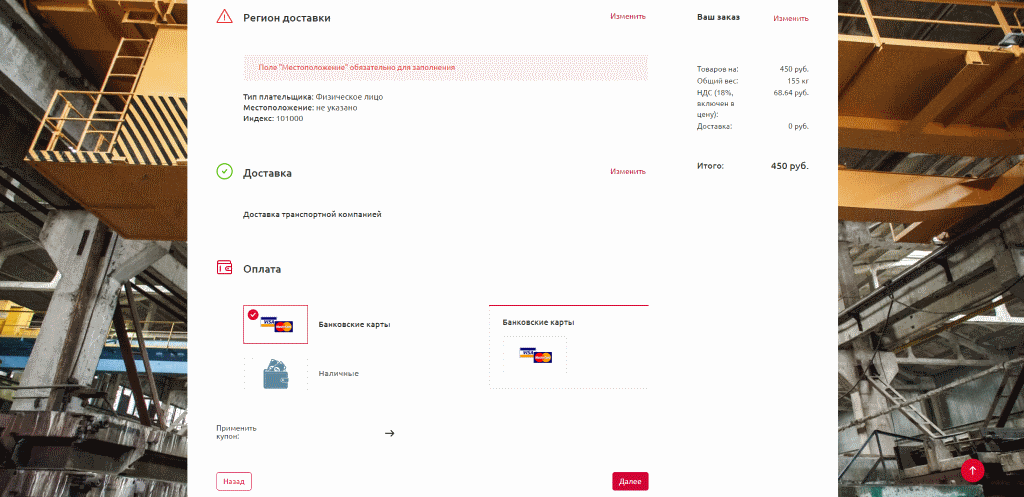 Регион доставки
Изменить
Поле "Местоположение" обязательно для заполнения
Тип плательщика: Физическое лицо
Местоположение: не указано
Индекс: 101000
Доставка
Изменить
Доставка транспортной компанией
Оплата
VISA MasterCard
Банковские карты
Наличные
Банковские карты
VISA MasterCard
Применить
купон:
Назад
Далее
Ваш заказ
Изменить
Товаров на: 450 руб.
Общий вес: 155 кг
НДС (18%, 68.64 руб.
включен в
цену):
Доставка: 0 руб.
Итого: 450 руб.